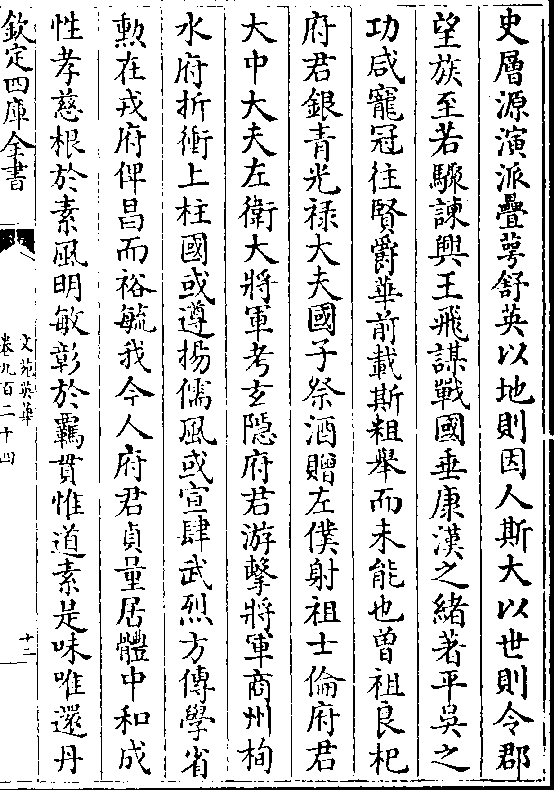 史層源演派疊萼舒英以地則因人斯大以世則令郡
望族至若驟諫興王飛謀戰國垂康漢之緒著平吳之
功咸寵冠往賢爵華前載斯粗舉而未能也曾祖良杞
府君銀青光禄大夫國子祭酒贈左僕射祖士倫府君
大中大夫左衛大將軍考玄隠府君游擊將軍商州栒
水府折衝上柱國或遵揚儒風或宣肆武烈方傳學省
勲在戎府俾昌而裕毓我令人府君貞量居體中和成
性孝慈根於素風明敏彰於羈貫惟道素是味唯還丹
欽定四庫全書
文苑英華
卷九百二十四
十二